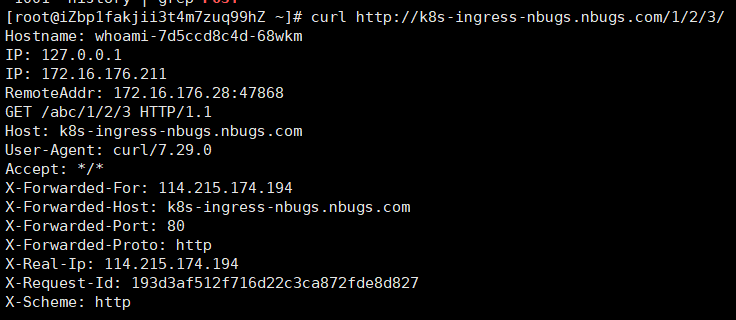 [root@iZbp1fakjii3t4m7zuq99hZ ~]# curl http://k8s-ingress-nbugs.nbugs.com/1/2/3/
Hostname: whoami-7d5ccd8c4d-68wkm
IP: 127.0.0.1
IP: 172.16.176.211
RemoteAddr: 172.16.176.28:47868
GET /abc/1/2/3 HTTP/1.1
Host: k8s-ingress-nbugs.nbugs.com
User-Agent: curl/7.29.0
Accept: */*
X-Forwarded-For: 114.215.174.194
X-Forwarded-Host: k8s-ingress-nbugs.nbugs.com
X-Forwarded-Port: 80
X-Forwarded-Proto: http
X-Real-Ip: 114.215.174.194
X-Request-Id: 193d3af512f716d22c3ca872fde8d827
X-Scheme: http